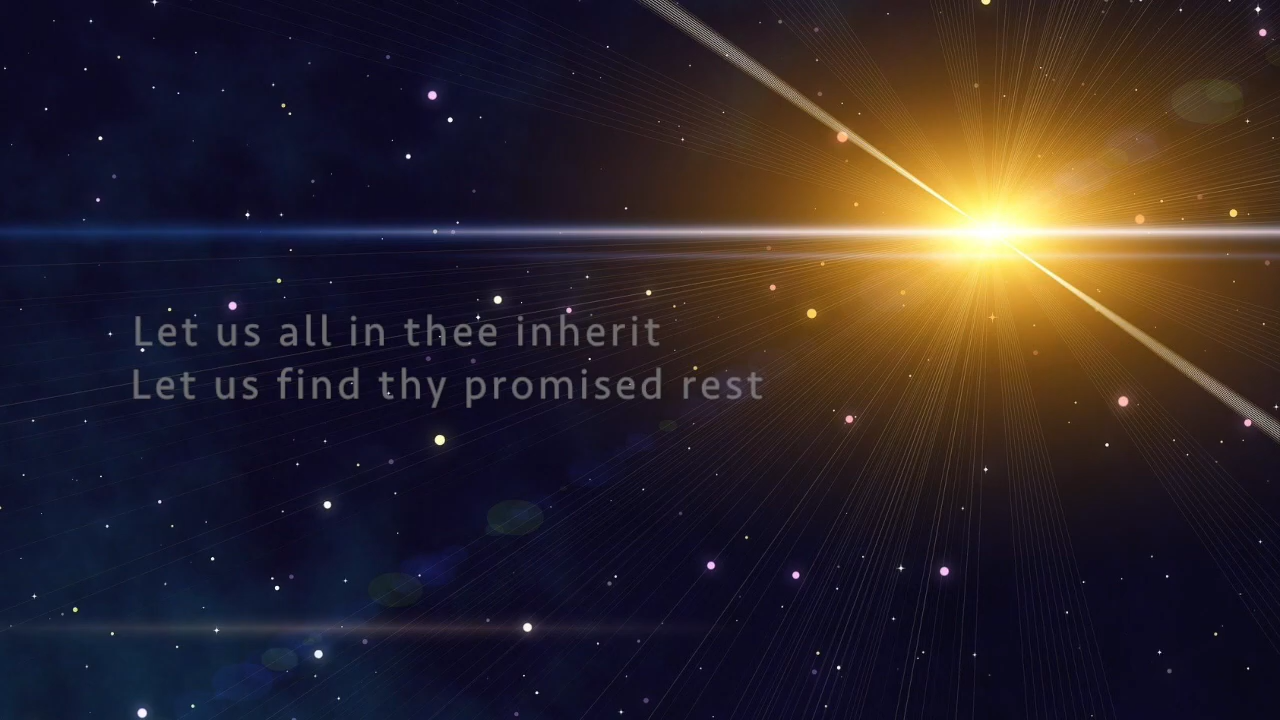 Let us all in thee inherit
Let us find thy promised rest